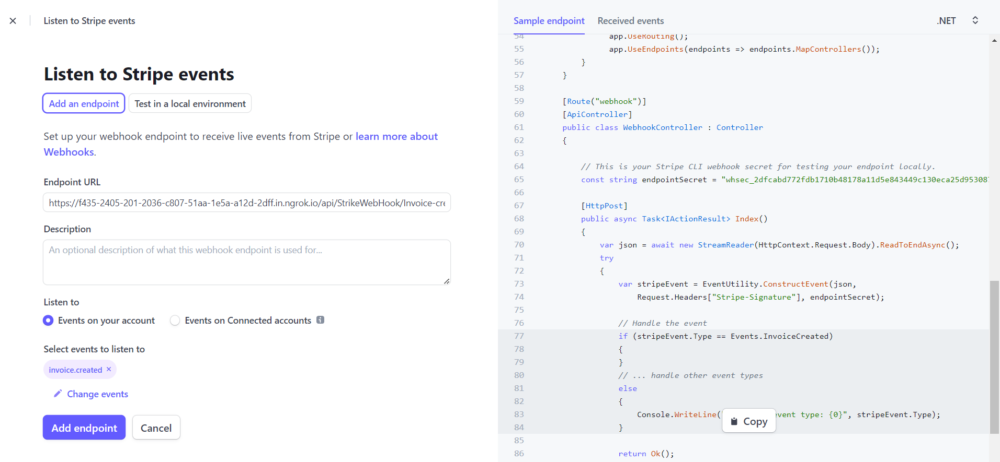 Listen to Stripe events
Listen to Stripe events
Add an endpoint
Test in a local environment
Set up your webhook endpoint to receive live events from Stripe or learn more about
Webhooks.
Endpoint URL
https://f435-2405-201-2036-c807-51aa-1e5a-a12d-2dff.in.ngrok.io/api/StrikeWebHook/Invoice-cre
Description
An optional description of what this webhook endpoint is used for...
Listen to
Events on your account
Events on Connected accounts
Select events to listen to
invoice.created ×
Change events
Add endpoint
Cancel
Sample endpoint
Received events
.NET
54 app.UseRouting();
55 app.UseEndpoints(endpoints => endpoints.MapControllers());
56 }
57 }
58
59 [Route("webhook")]
60 [ApiController]
61 public class WebhookController : Controller
62 {
63
64 // This is your Stripe CLI webhook secret for testing your endpoint locally.
65 const string endpointSecret = "whsec_2dfcabd772fdb1710b48178a11d5e843449c130eca25d95308
66
67 [HttpPost]
68 public async Task<IActionResult> Index()
69 {
70 var json = await new StreamReader(HttpContext.Request.Body).ReadToEndAsync();
71 try
72 {
73 var stripeEvent = EventUtility.ConstructEvent(json,
74 Request.Headers["Stripe-Signature"], endpointSecret);
75
76 // Handle the event
77 if (stripeEvent.Type == Events.InvoiceCreated)
78 {
79 }
80 // ... handle other event types
81 else
82 {
83 Console.WriteLine( event type: {0}", stripeEvent.Type);
84 }
85
86 return Ok();
Copy